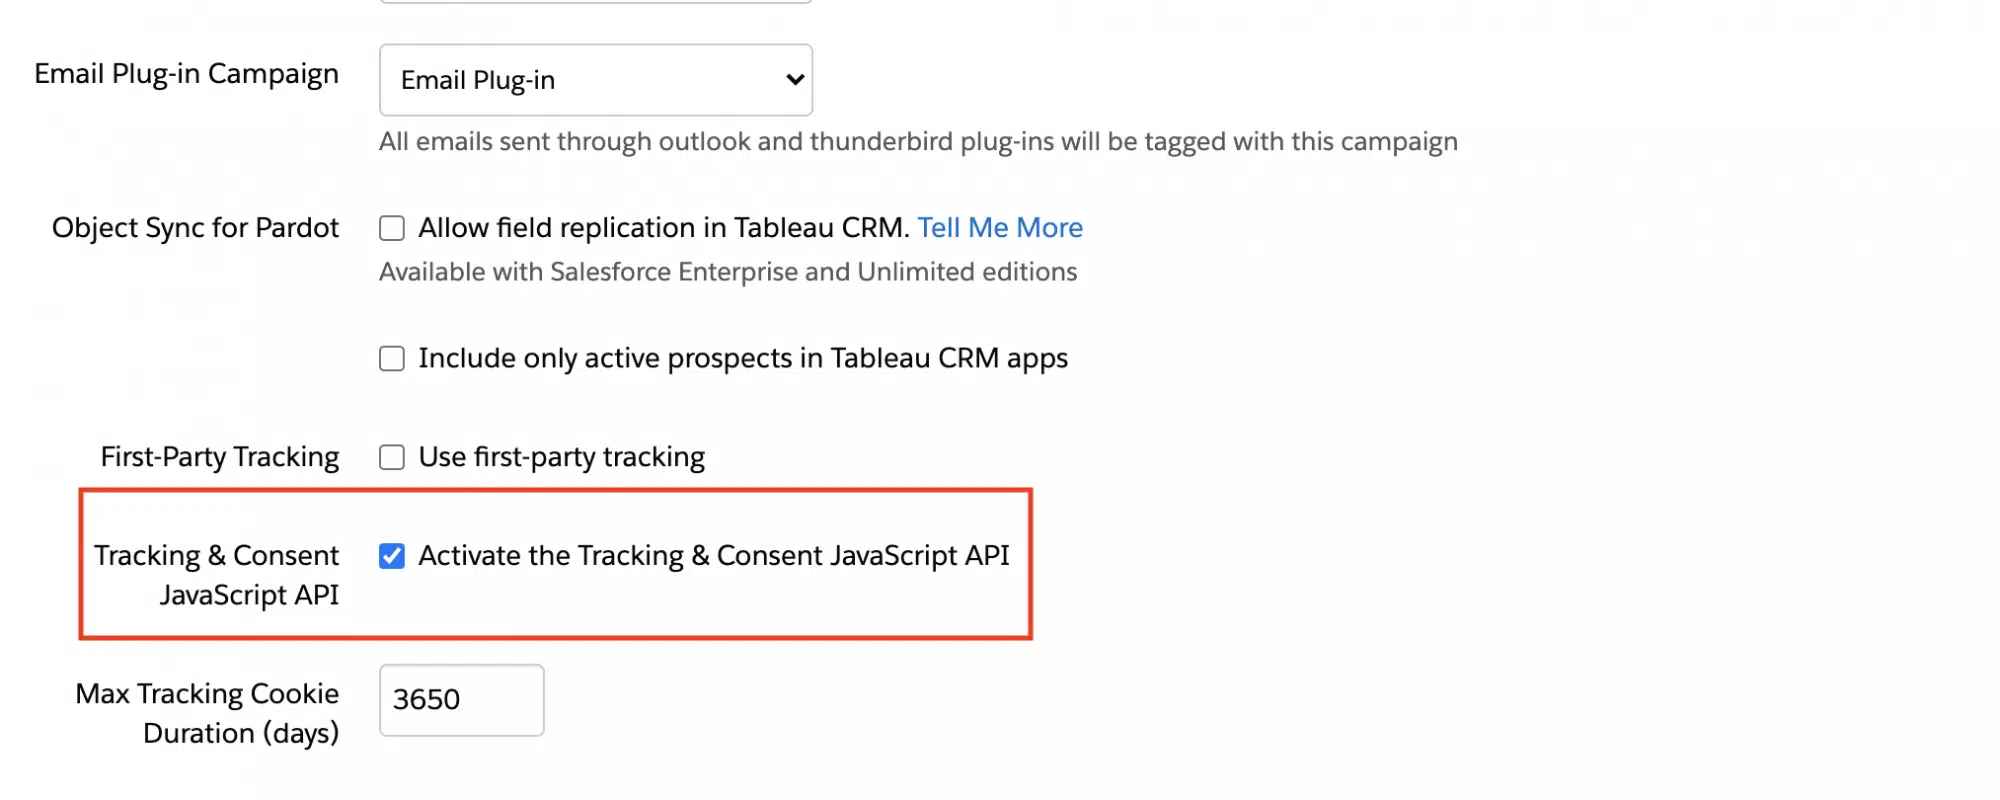 Email Plug-in Campaign
Email Plug-in
All emails sent through outlook and thunderbird plug-ins will be tagged with this campaign
Object Sync for Pardot
Allow field replication in Tableau CRM. Tell Me More
Available with Salesforce Enterprise and Unlimited editions
Include only active prospects in Tableau CRM apps
First-Party Tracking
Use first-party tracking
Tracking & Consent
JavaScript API
Activate the Tracking & Consent JavaScript API
Max Tracking Cookie
Duration (days)
3650